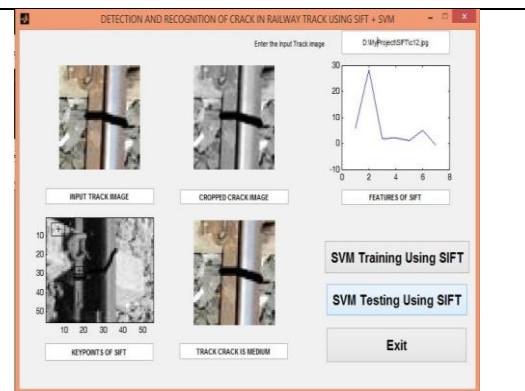 DETECTION AND RECOGNITION OF CRACK IN RAILWAY TRACK USING SIFT + SVM
Enter the Input Track image
D:\MyProject\SIFT\c12.jpg
30
20
10
0
-10
0 2 4 6 8
INPUT TRACK IMAGE
CROPPED CRACK IMAGE
FEATURES OF SIFT
10
20
30
40
50
10 20 30 40 50
KEYPOINTS OF SIFT
TRACK CRACK IS MEDIUM
SVM Training Using SIFT
SVM Testing Using SIFT
Exit